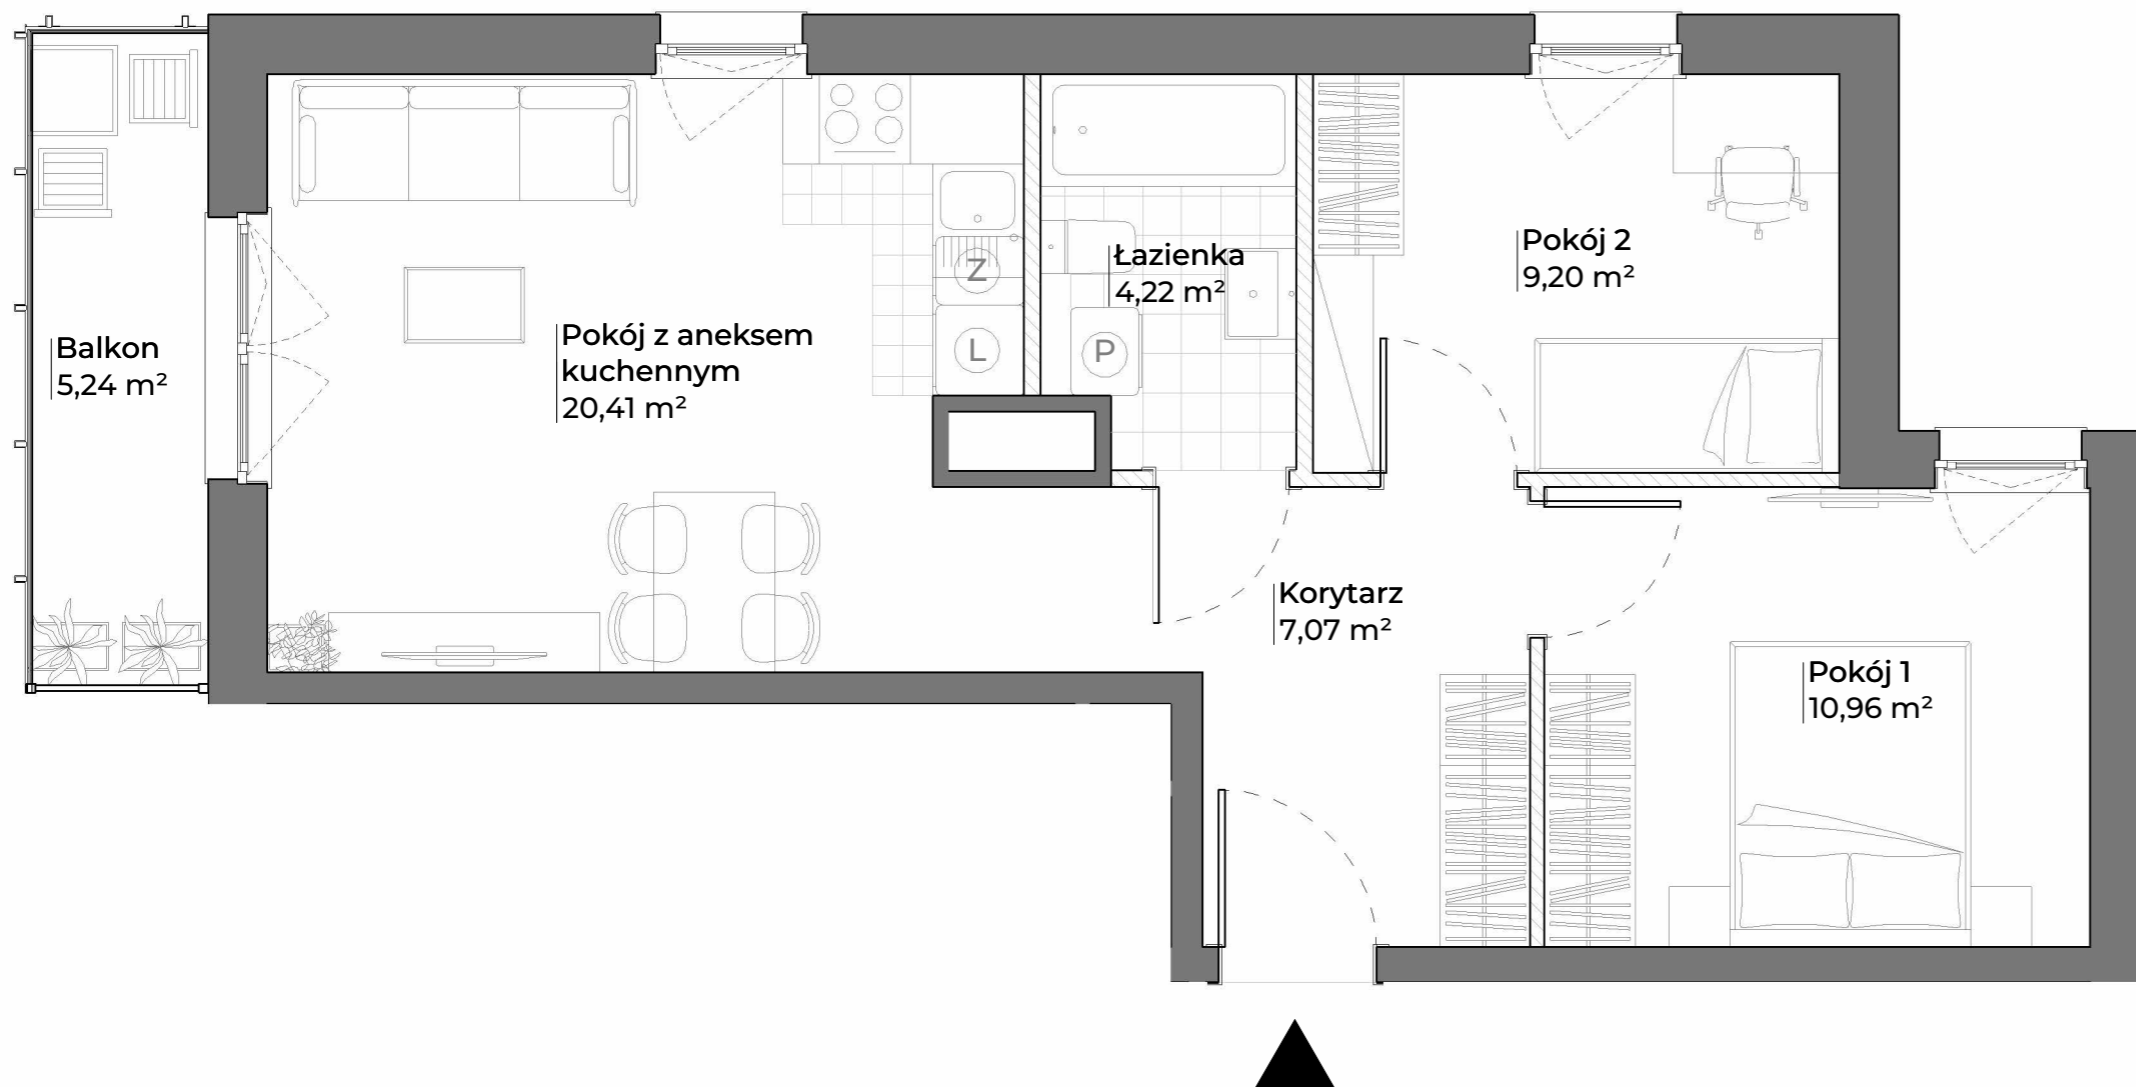 Balkon
5,24 m²
Pokój z aneksem
kuchennym
20,41 m²
Z
L
Łazienka
4,22 m²
P
Pokój 2
9,20 m²
Korytarz
7,07 m²
Pokój 1
10,96 m²